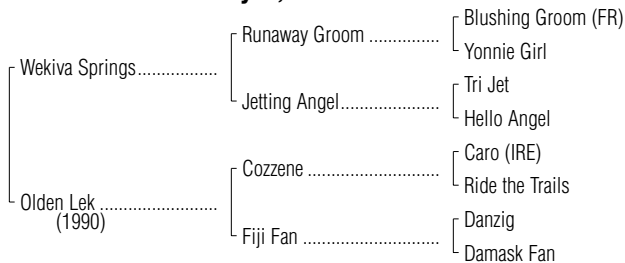 Blushing Groom (FR)
Runaway Groom ................
Yonnie Girl
Wekiva Springs.................
Tri Jet
Jetting Angel......................
Hello Angel
Caro (IRE)
Cozzene ............................
Ride the Trails
Olden Lek .........................
(1990)
Danzig
Fiji Fan ..............................
Damask Fan